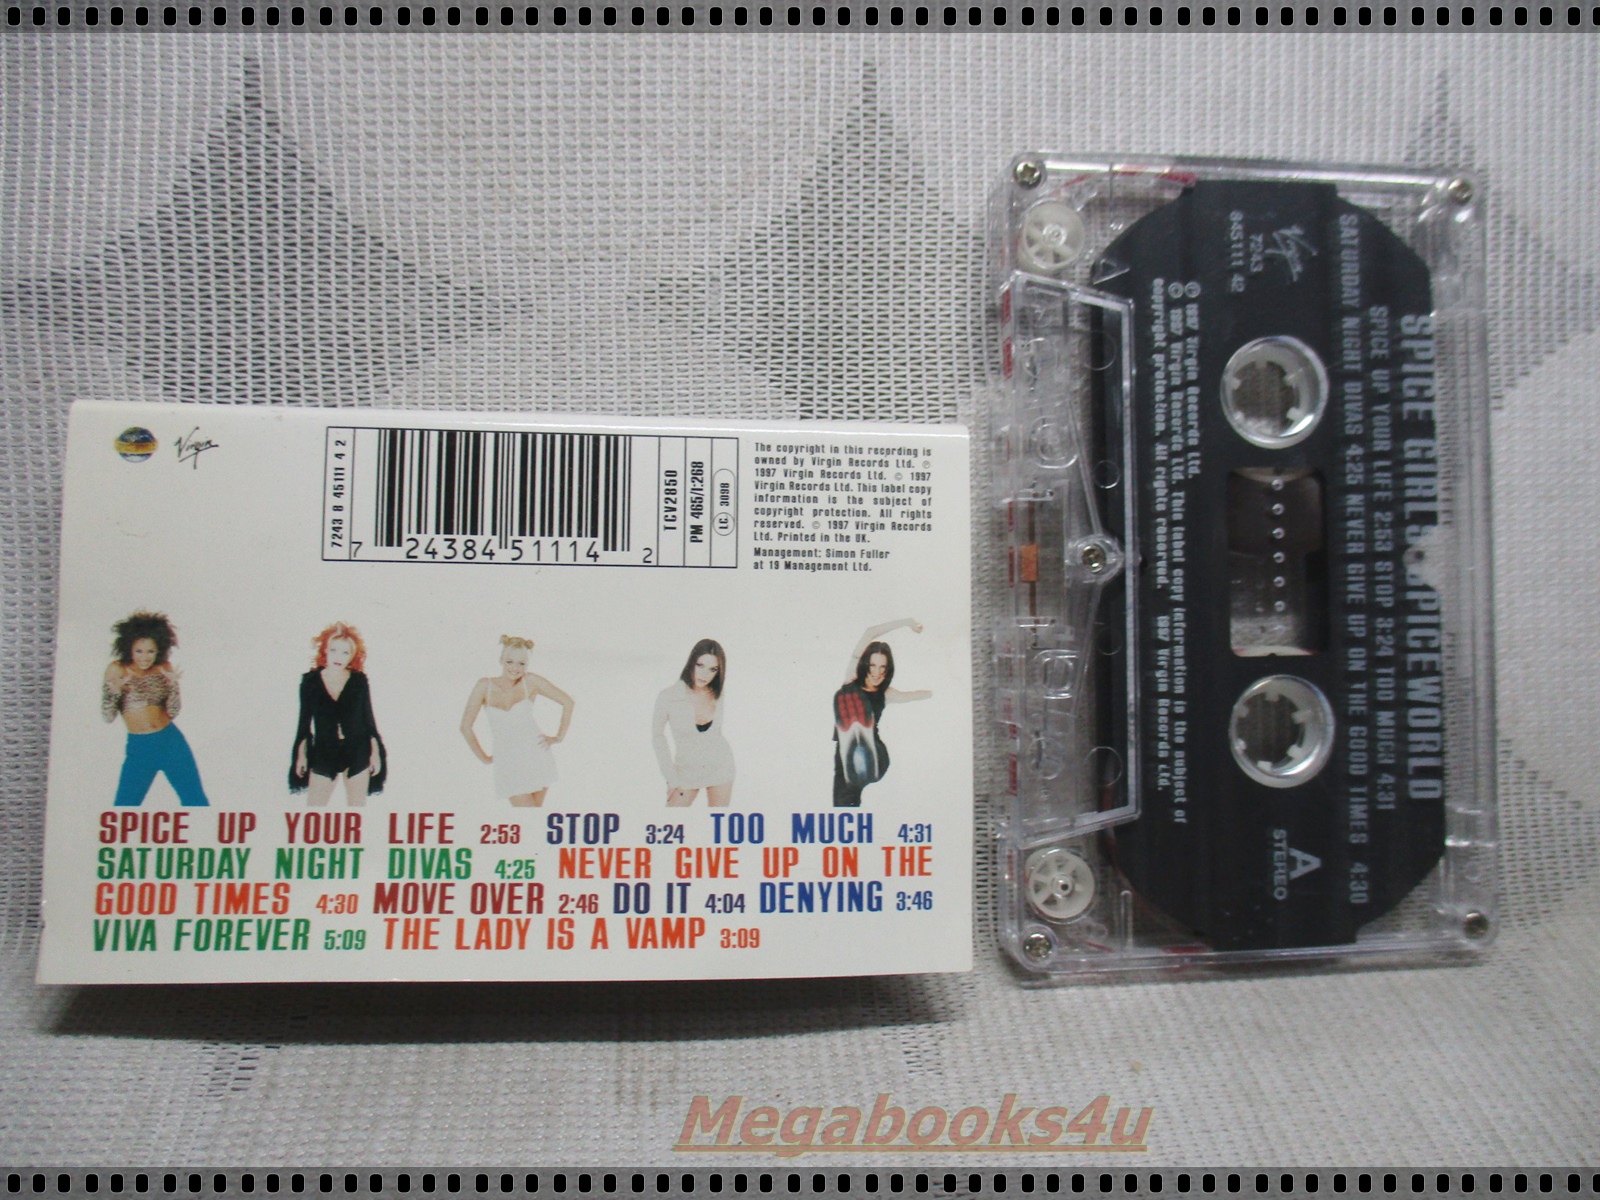 Virgin
7243 8 45111 4 2
7 24384 51114 2
TCV2850
PM 465/1:268
LC 3098
The copyright in this recording is
owned by Virgin Records Ltd. ℗
1997 Virgin Records Ltd. © 1997
Virgin Records Ltd. This label copy
information is the subject of
copyright protection. All rights
reserved. © 1997 Virgin Records
Ltd. Printed in the UK.
Management: Simon Fuller
at 19 Management Ltd.
SPICE UP YOUR LIFE 2:53 STOP 3:24 TOO MUCH 4:31
SATURDAY NIGHT DIVAS 4:25 NEVER GIVE UP ON THE
GOOD TIMES 4:30 MOVE OVER 2:46 DO IT 4:04 DENYING 3:46
VIVA FOREVER 5:09 THE LADY IS A VAMP 3:09
SPICE GIRLS SPICEWORLD
SPICE UP YOUR LIFE 2:53 STOP 3:24 TOO MUCH 4:31
SATURDAY NIGHT DIVAS 4:25 NEVER GIVE UP ON THE GOOD TIMES 4:30
Virgin
7243
845111 42
A
STEREO
℗ 1997 Virgin Records Ltd.
© 1997 Virgin Records Ltd. This label copy information is the subject of
copyright protection. All rights reserved. 1997 Virgin Records Ltd.
Megabooks4u